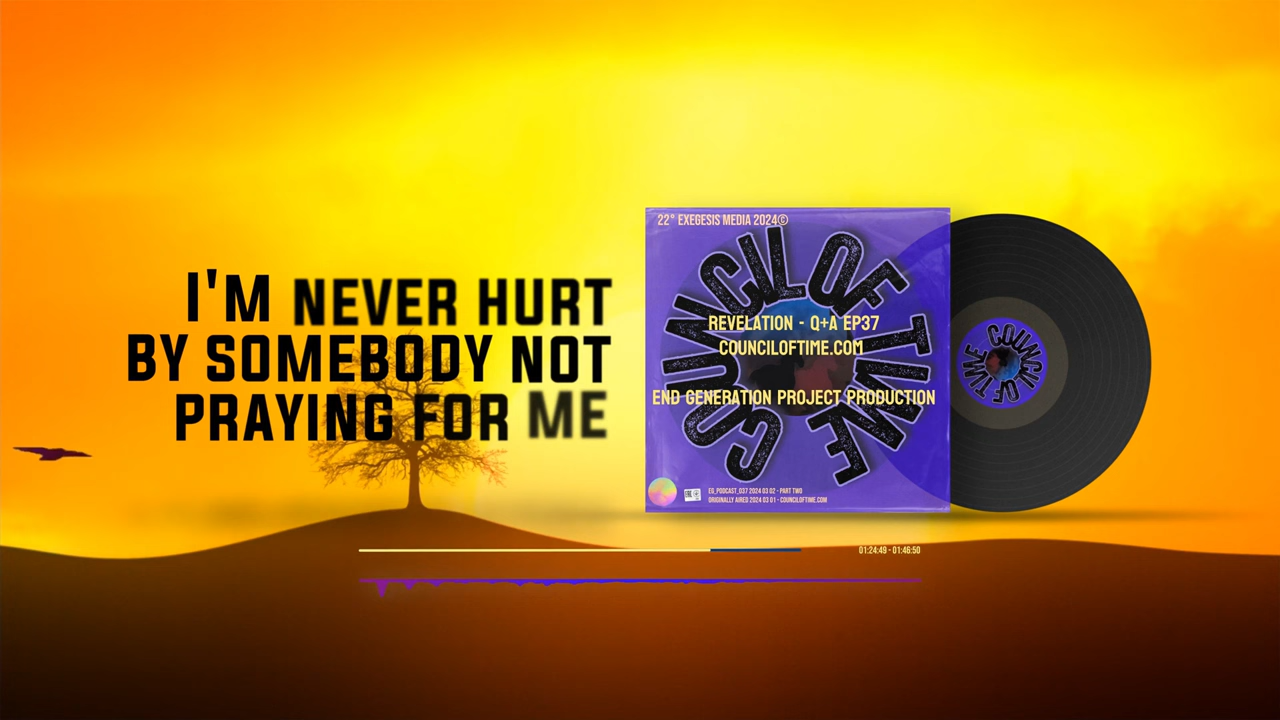 I'M NEVER HURT
BY SOMEBODY NOT
PRAYING FOR ME
22° EXEGESIS MEDIA 2024©
COUNCIL OF TIME
REVELATION - Q+A EP37
COUNCILOFTIME.COM
END GENERATION PROJECT PRODUCTION
EG_PODCAST_037 2024 03 02 - PART TWO
ORIGINALLY AIRED 2024 03 01 - COUNCILOFTIME.COM
COUNCIL OF TIME
01:24:49 - 01:46:50